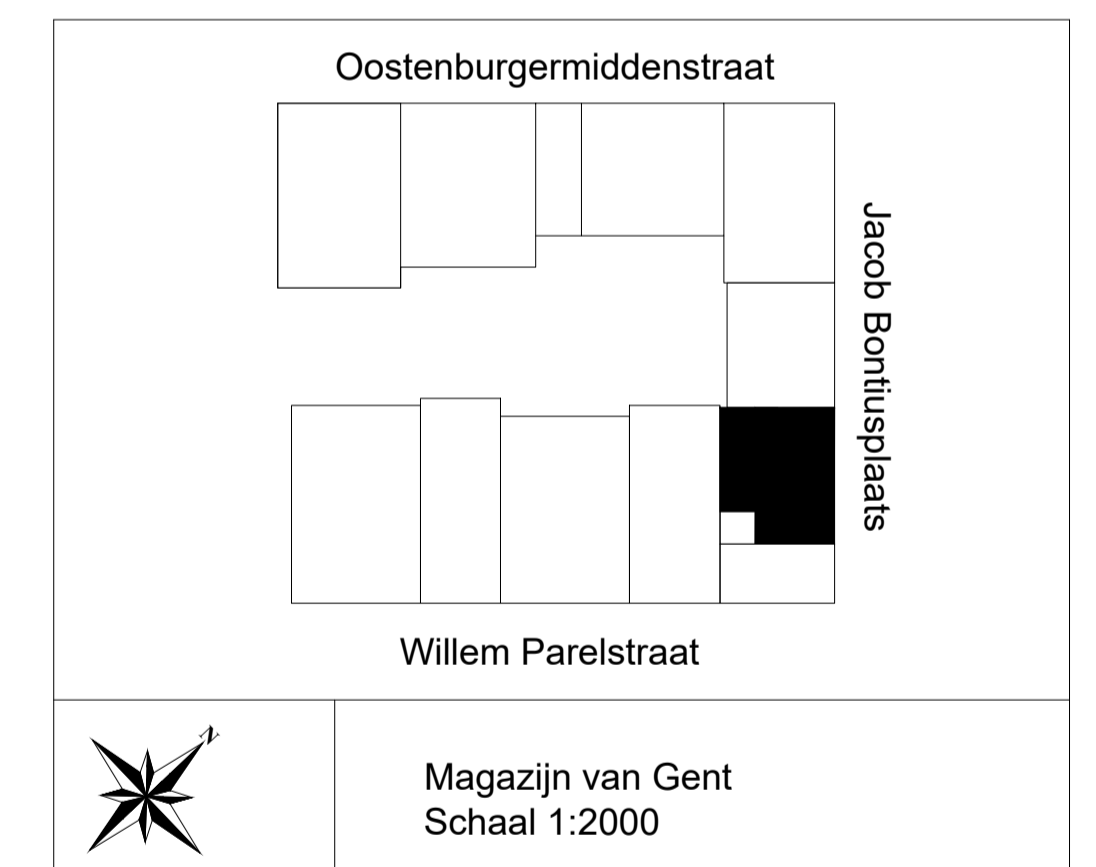 Oostenburgermiddenstraat
Jacob Bontiusplaats
Willem Parelstraat
N
Magazijn van Gent
Schaal 1:2000